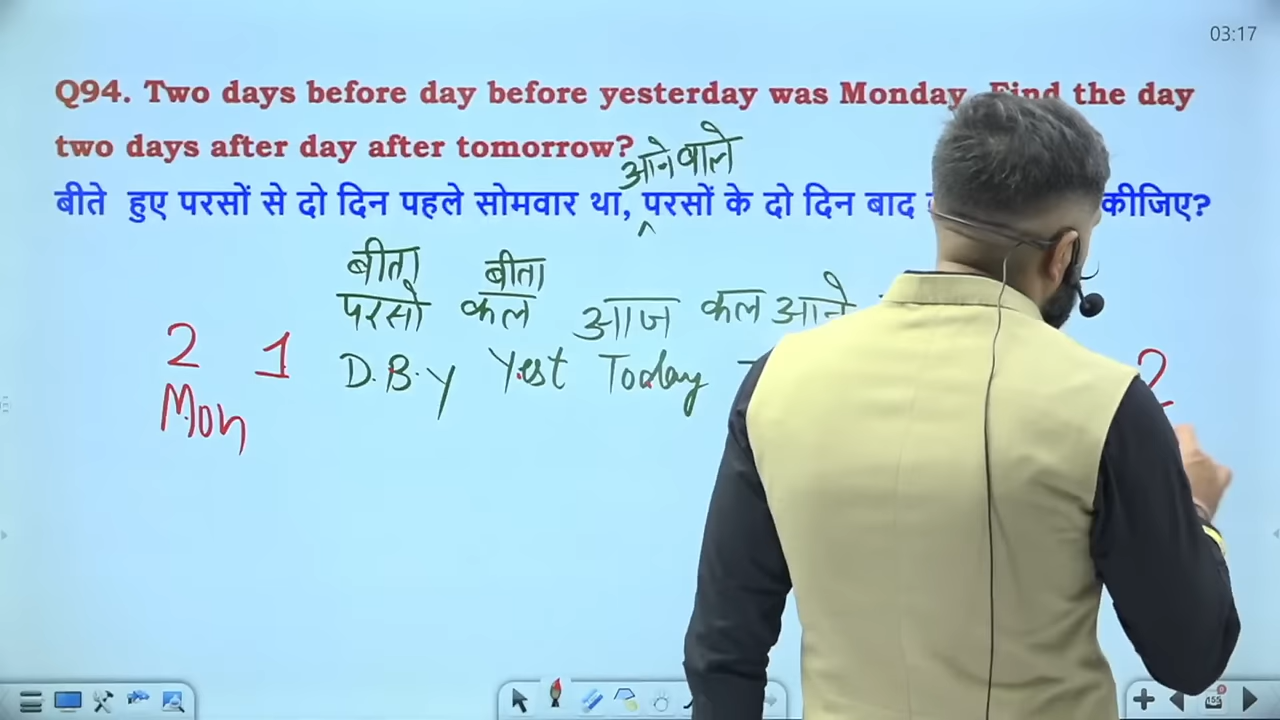 03:17
Q94. Two days before day before yesterday was Monday. Find the day
two days after day after tomorrow?
आने वाले
बीते हुए परसों से दो दिन पहले सोमवार था, परसों के दो दिन बाद कीजिए?
बीता बीता
परसो कल आज कल आने
2 1 D.B.Y Yest Today 2
Mon